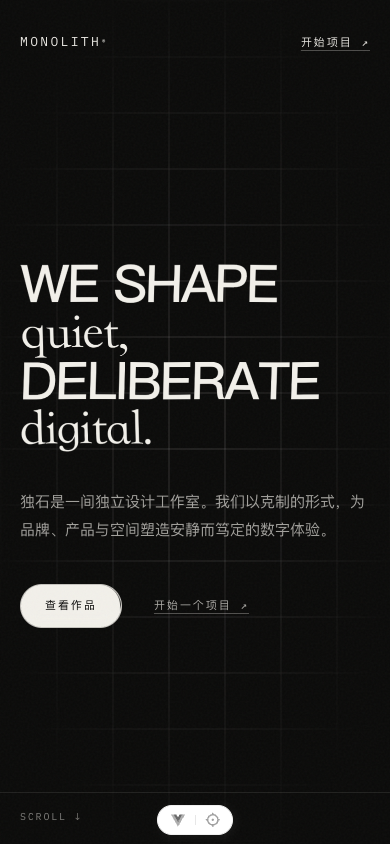 MONOLITH®
开始项目 ↗
WE SHAPE
quiet,
DELIBERATE
digital.
独石是一间独立设计工作室。我们以克制的形式，为
品牌、产品与空间塑造安静而笃定的数字体验。
查看作品
开始一个项目 ↗
SCROLL ↓